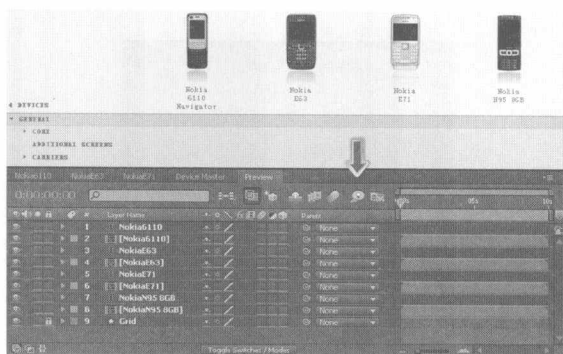 Nokia
6110
Navigator
Nokia
E63
Nokia
E71
Nokia
N95 8GB
4 DEVICES
GENERAL
CORE
ADDITIONAL SCREENS
CARRIERS
Nokia6110 NokiaE63 NokiaE71 Device Master Preview
0:00:00:00
# Layer Name Parent 05s 10s
1 Nokia6110 None
2 [Nokia6110] None
3 NokiaE63 None
4 [NokiaE63] None
5 NokiaE71 None
6 [NokiaE71] None
7 NokiaN95 8GB None
8 [NokiaN95 8GB] None
9 Grid None
Toggle Switches / Modes